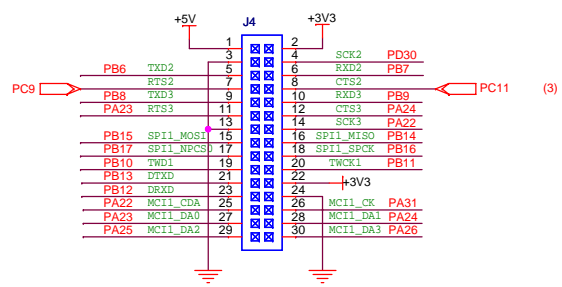 +5V J4 +3V3
1 2
3 4 SCK2 PD30
PB6 TXD2 5 6 RXD2 PB7
PC9 RTS2 7 8 CTS2 PC11 (3)
PB8 TXD3 9 10 RXD3 PB9
PA23 RTS3 11 12 CTS3 PA24
13 14 SCK3 PA22
PB15 SPI1_MOSI 15 16 SPI1_MISO PB14
PB17 SPI1_NPCS0 17 18 SPI1_SPCK PB16
PB10 TWD1 19 20 TWCK1 PB11
PB13 DTXD 21 22 +3V3
PB12 DRXD 23 24
PA22 MCI1_CDA 25 26 MCI1_CK PA31
PA23 MCI1_DA0 27 28 MCI1_DA1 PA24
PA25 MCI1_DA2 29 30 MCI1_DA3 PA26